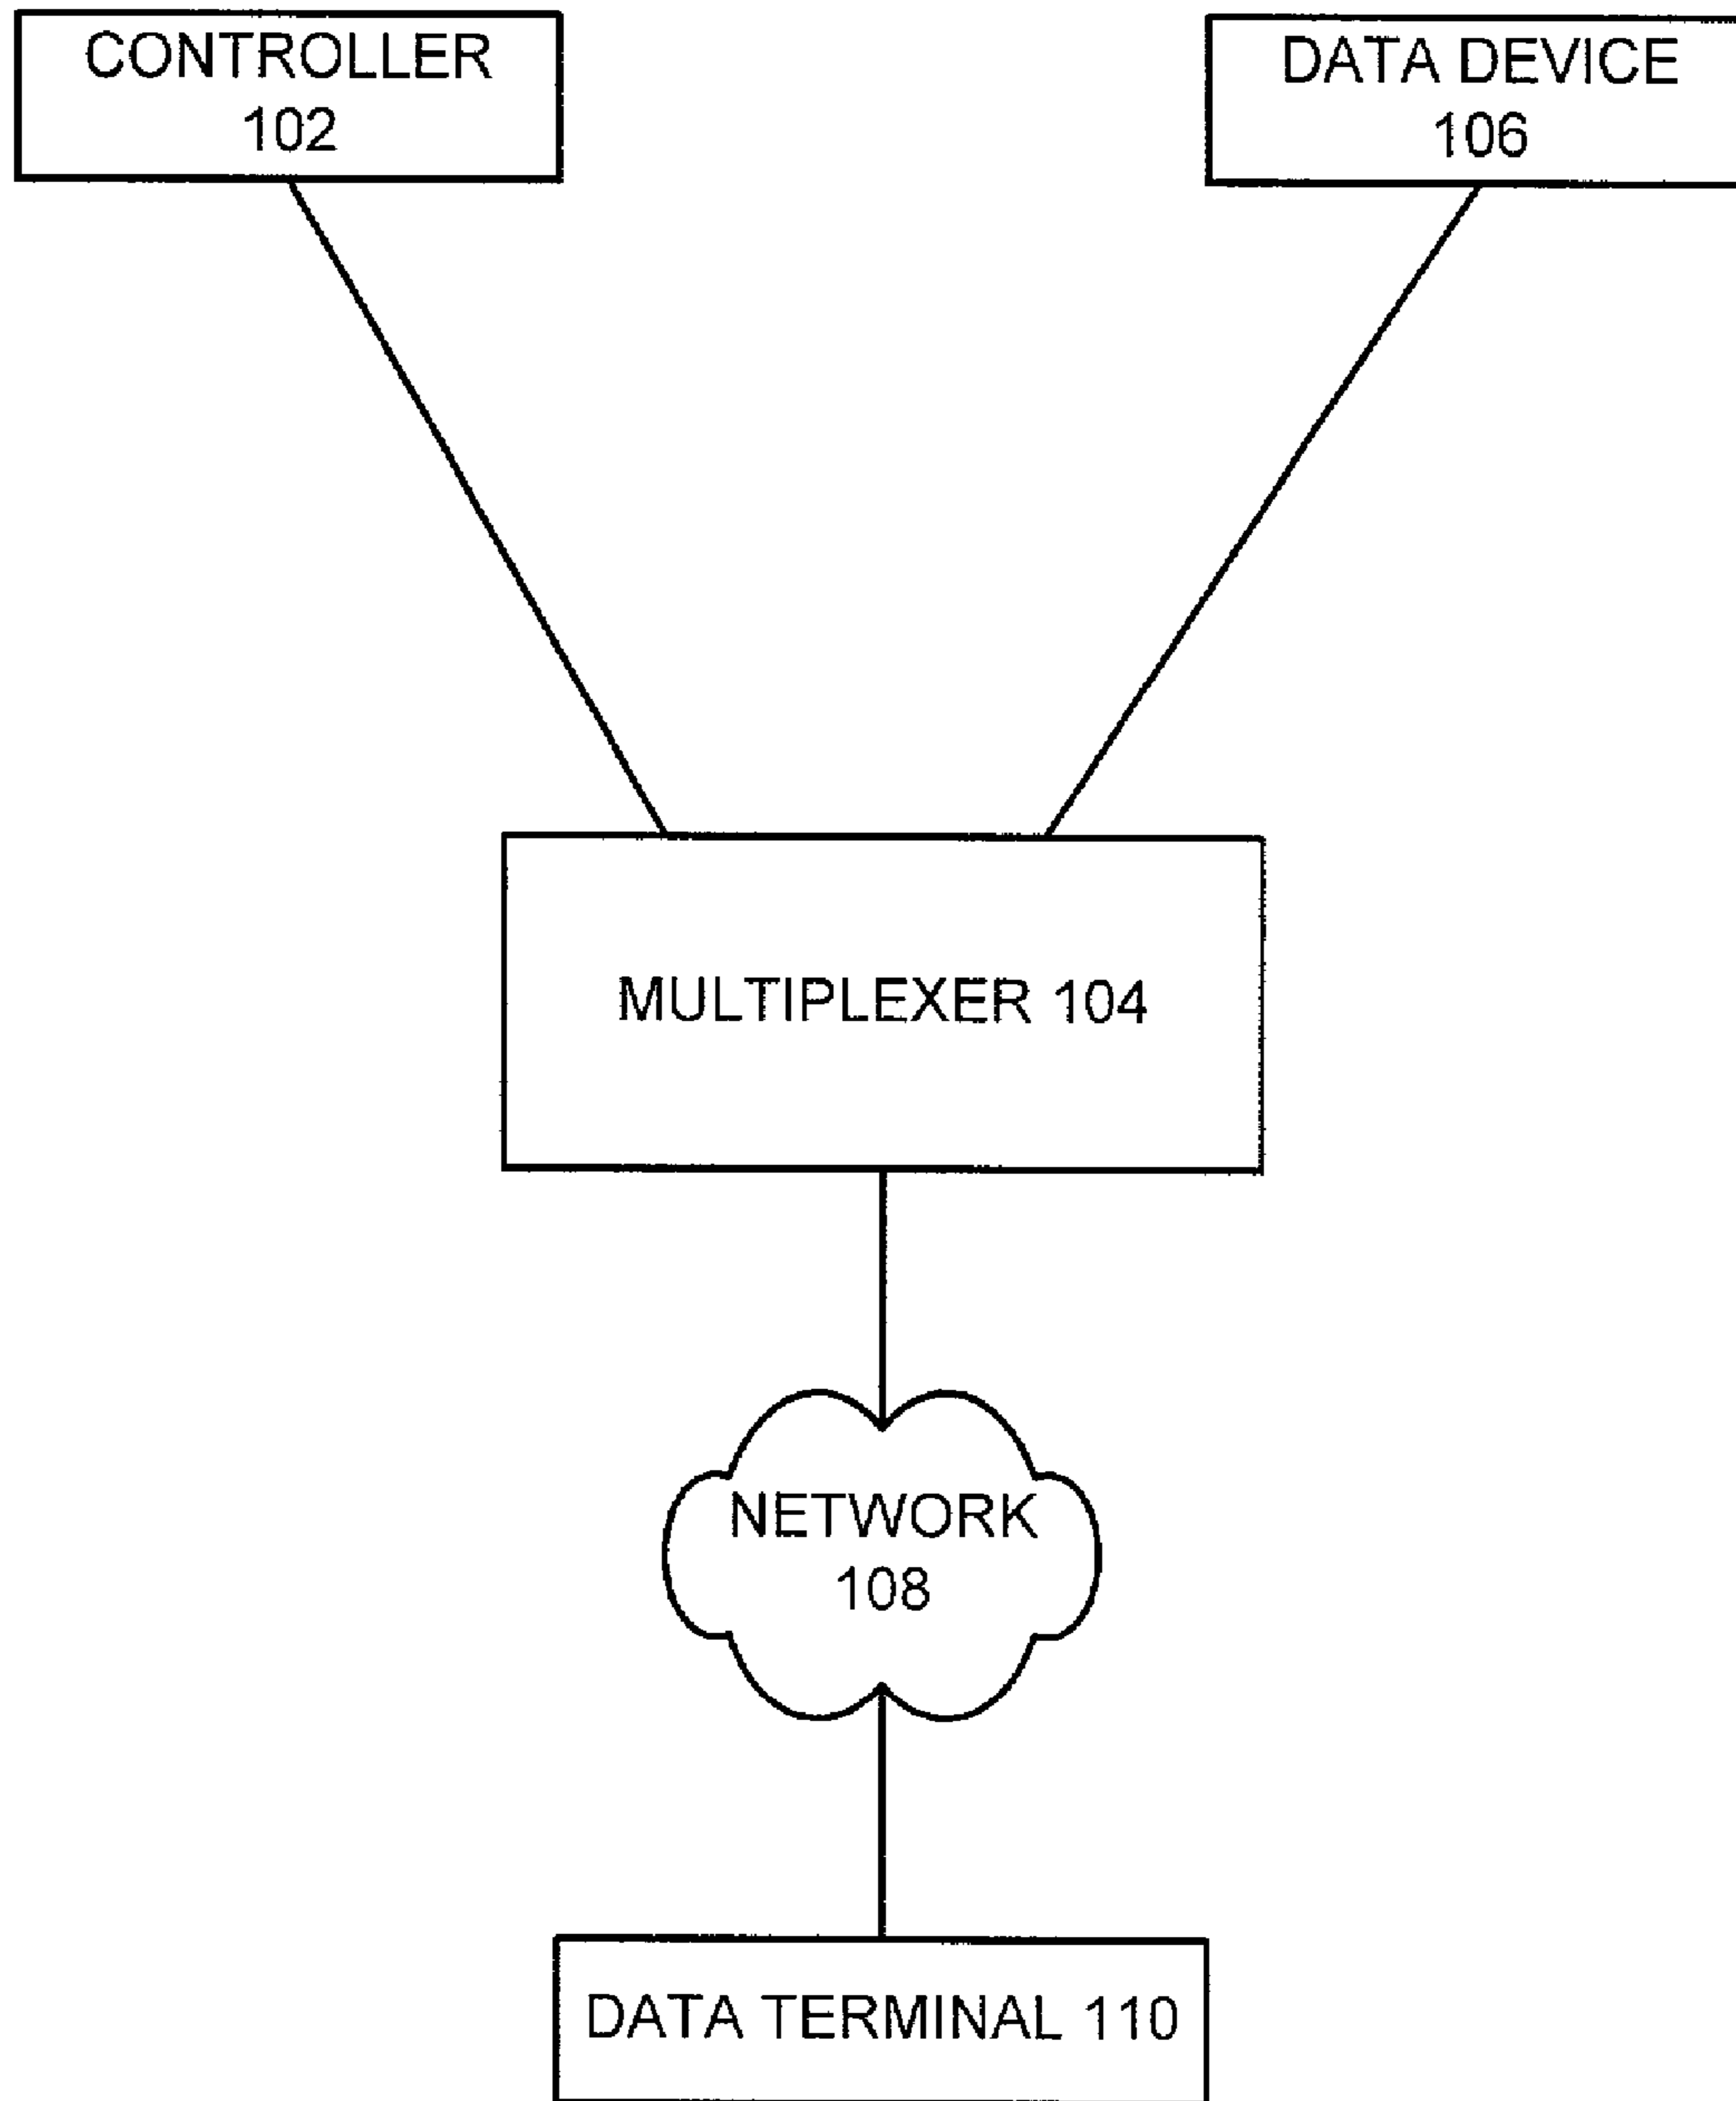 CONTROLLER
102
DATA DEVICE
106
MULTIPLEXER 104
NETWORK
108
DATA TERMINAL 110